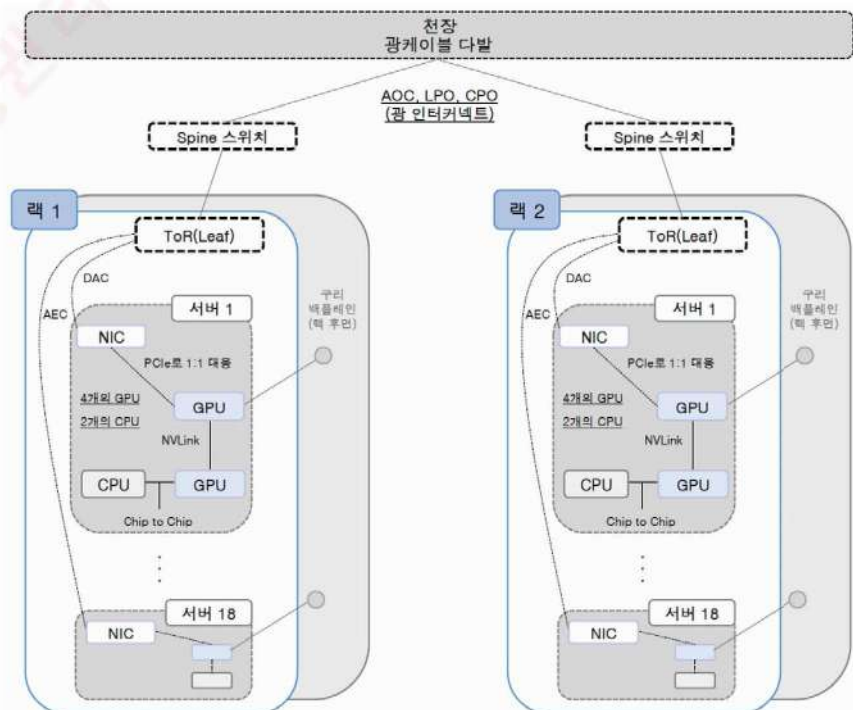 천장
광케이블 다발
AOC, LPO, CPO
(광 인터커넥트)
Spine 스위치
Spine 스위치
랙 1
ToR(Leaf)
DAC
AEC
서버 1
NIC
PCIe로 1:1 대응
4개의 GPU
2개의 CPU
GPU
NVLink
CPU
GPU
Chip to Chip
구리
백플레인
(랙 후면)
서버 18
NIC
랙 2
ToR(Leaf)
DAC
AEC
서버 1
NIC
PCIe로 1:1 대응
4개의 GPU
2개의 CPU
GPU
NVLink
CPU
GPU
Chip to Chip
구리
백플레인
(랙 후면)
서버 18
NIC